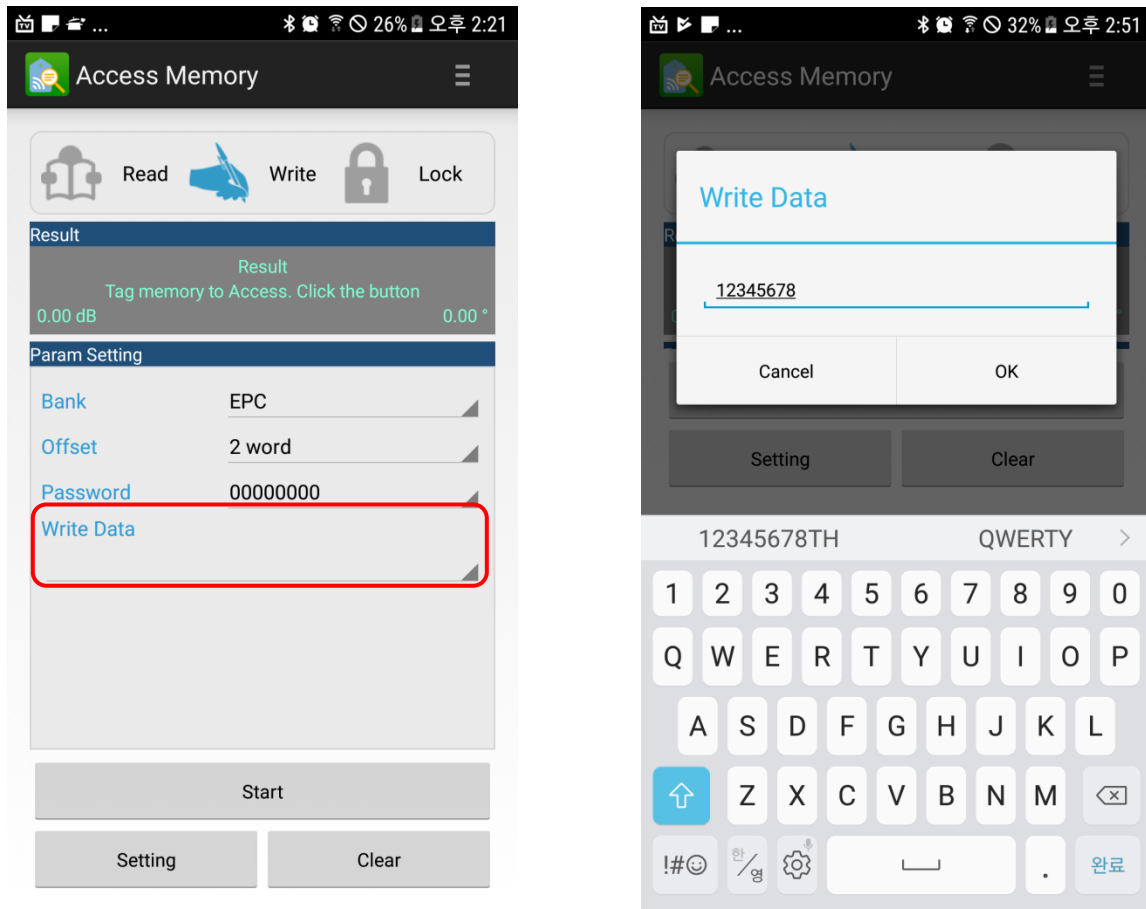 ... 26% 오후 2:21
Access Memory
Read Write Lock
Result
Result
Tag memory to Access. Click the button
0.00 dB 0.00 °
Param Setting
Bank EPC
Offset 2 word
Password 00000000
Write Data
Start
Setting Clear
... 32% 오후 2:51
Access Memory
Write Data
12345678
Cancel OK
Setting Clear
12345678TH QWERTY >
1 2 3 4 5 6 7 8 9 0
Q W E R T Y U I O P
A S D F G H J K L
Z X C V B N M
!#☺ 한/영 . 완료